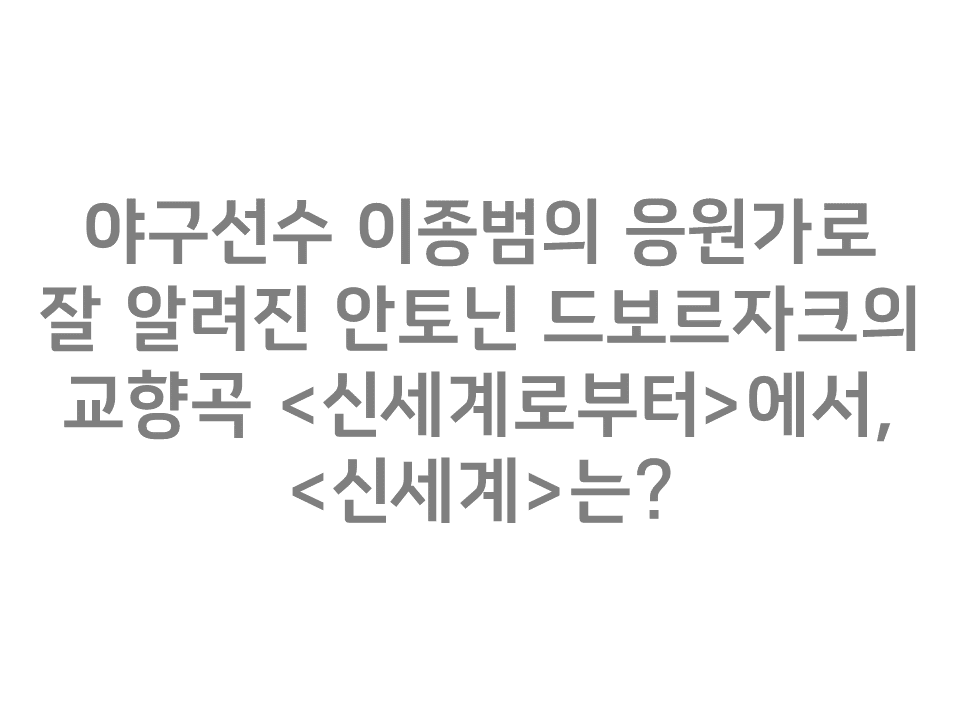 야구선수 이종범의 응원가로
잘 알려진 안토닌 드보르자크의
교향곡 <신세계로부터>에서,
<신세계>는?